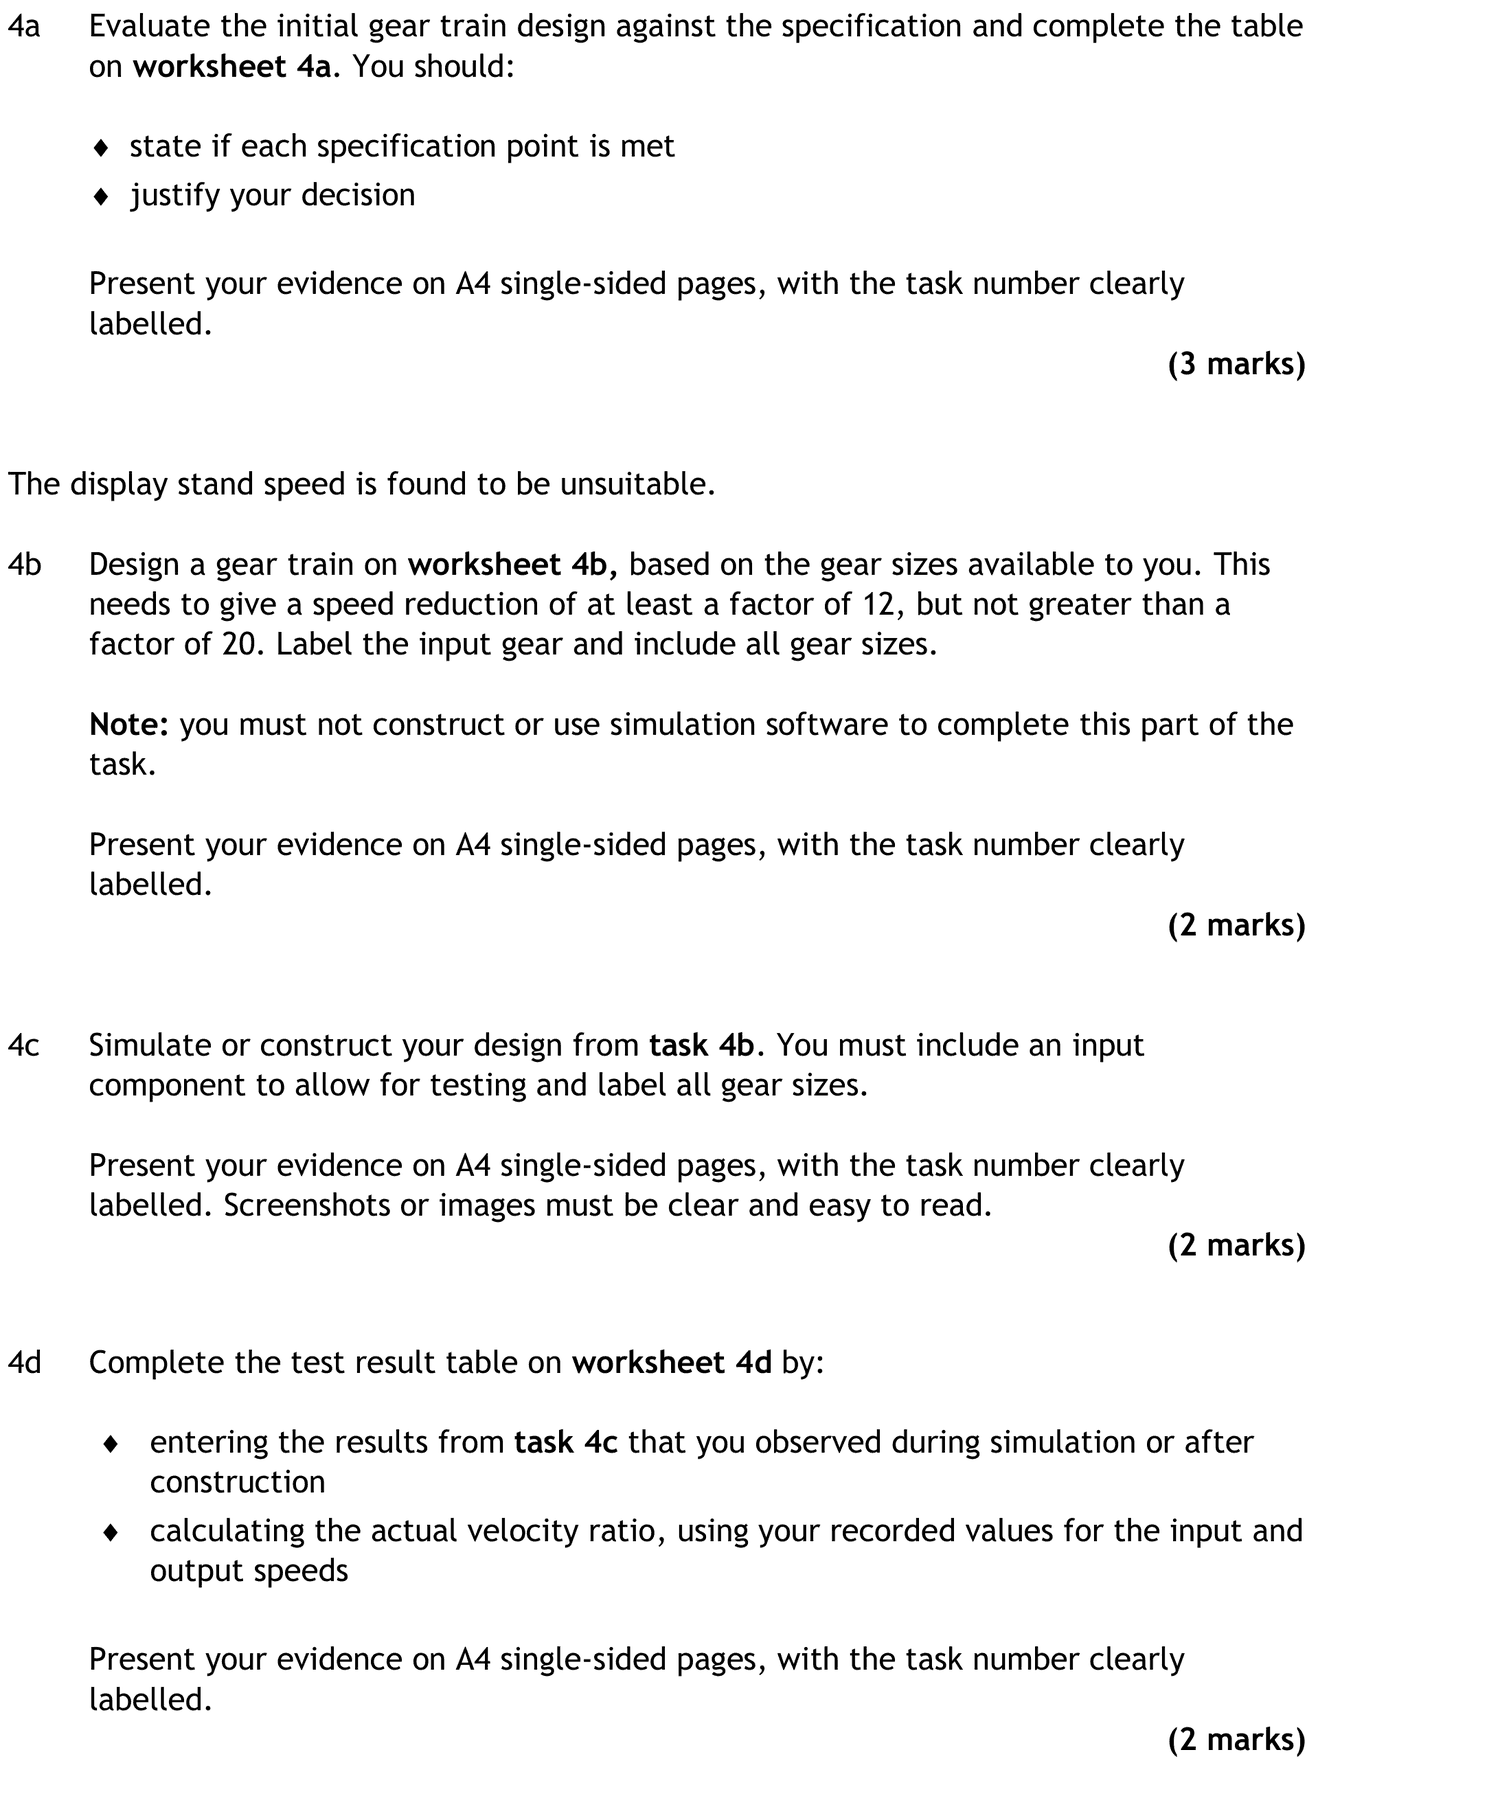 4a Evaluate the initial gear train design against the specification and complete the table
on worksheet 4a. You should:
♦ state if each specification point is met
♦ justify your decision
Present your evidence on A4 single-sided pages, with the task number clearly
labelled.
(3 marks)
The display stand speed is found to be unsuitable.
4b Design a gear train on worksheet 4b, based on the gear sizes available to you. This
needs to give a speed reduction of at least a factor of 12, but not greater than a
factor of 20. Label the input gear and include all gear sizes.
Note: you must not construct or use simulation software to complete this part of the
task.
Present your evidence on A4 single-sided pages, with the task number clearly
labelled.
(2 marks)
4c Simulate or construct your design from task 4b. You must include an input
component to allow for testing and label all gear sizes.
Present your evidence on A4 single-sided pages, with the task number clearly
labelled. Screenshots or images must be clear and easy to read.
(2 marks)
4d Complete the test result table on worksheet 4d by:
♦ entering the results from task 4c that you observed during simulation or after
construction
♦ calculating the actual velocity ratio, using your recorded values for the input and
output speeds
Present your evidence on A4 single-sided pages, with the task number clearly
labelled.
(2 marks)